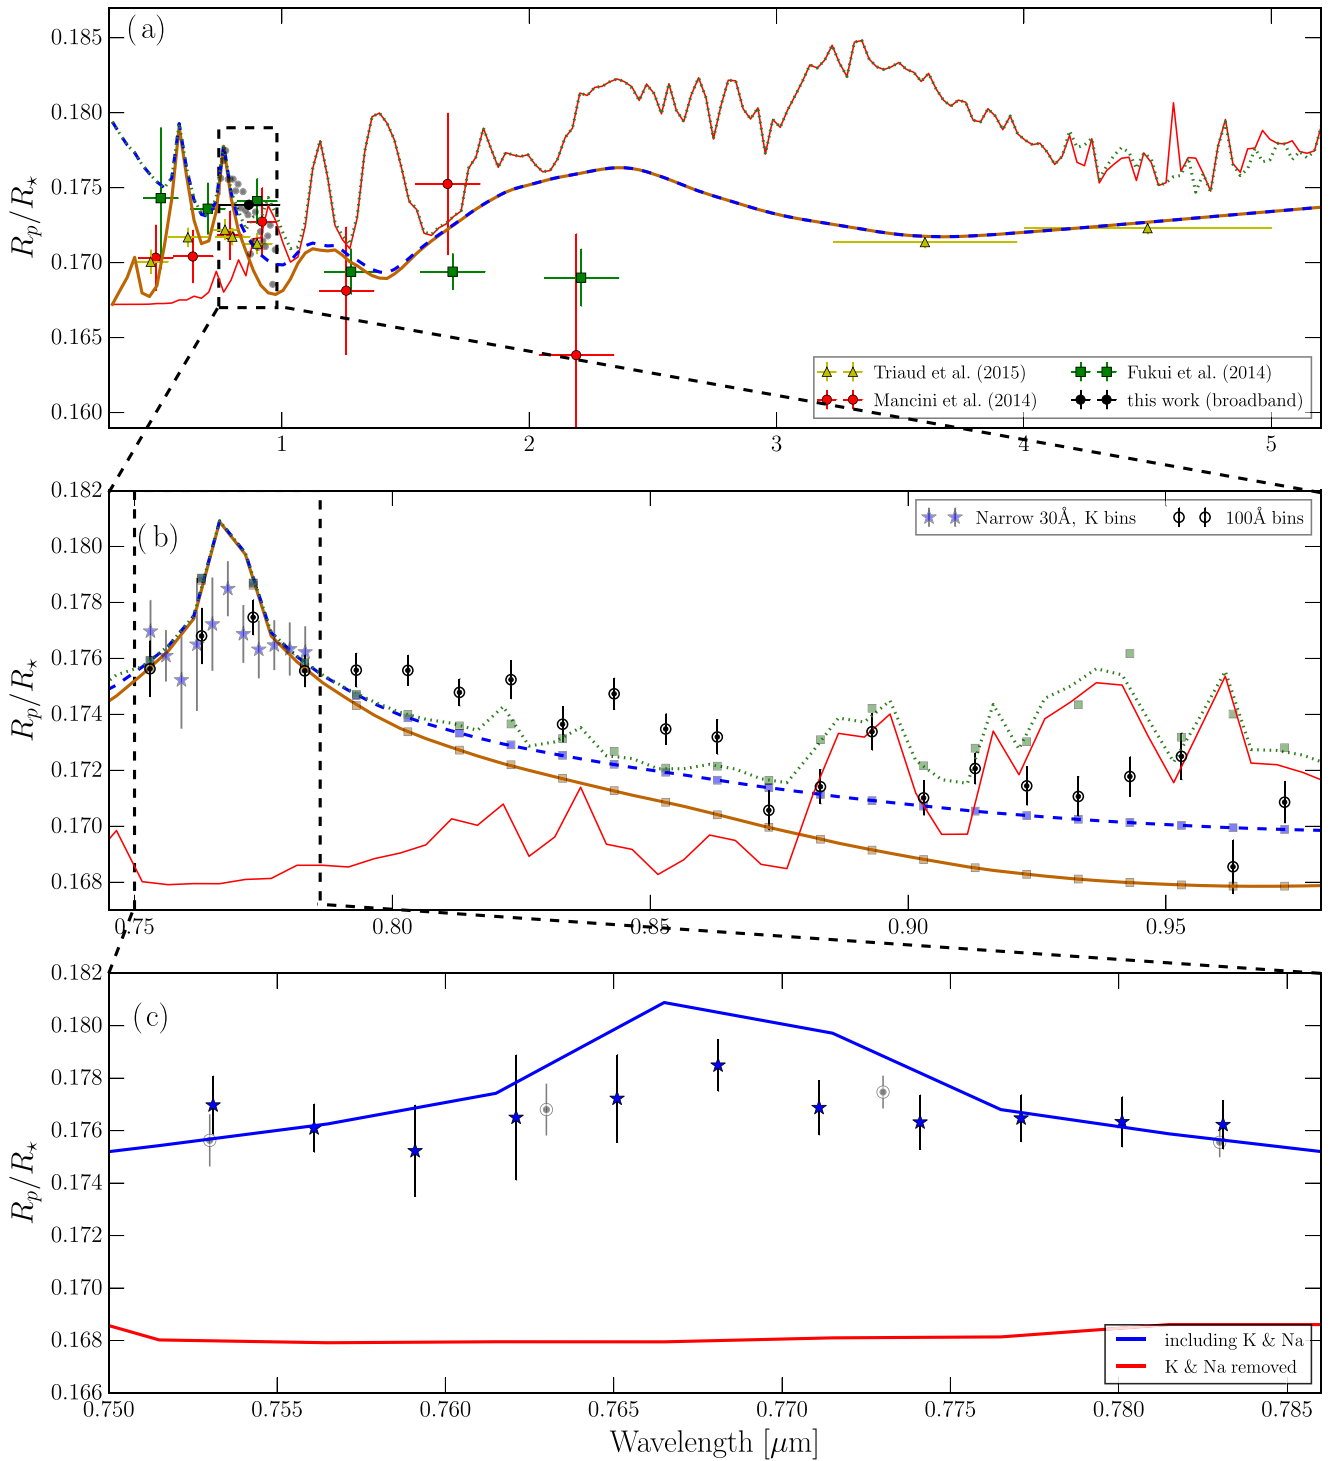 (a)
0.185
0.180
0.175
0.170
0.165
0.160
R_p/R_⋆
Triaud et al. (2015)
Mancini et al. (2014)
Fukui et al. (2014)
this work (broadband)
1 2 3 4 5
(b)
0.182
0.180
0.178
0.176
0.174
0.172
0.170
0.168
R_p/R_⋆
Narrow 30Å, K bins
100Å bins
0.75 0.80 0.85 0.90 0.95
(c)
0.182
0.180
0.178
0.176
0.174
0.172
0.170
0.168
0.166
R_p/R_⋆
including K & Na
K & Na removed
0.750 0.755 0.760 0.765 0.770 0.775 0.780 0.785
Wavelength [μm]